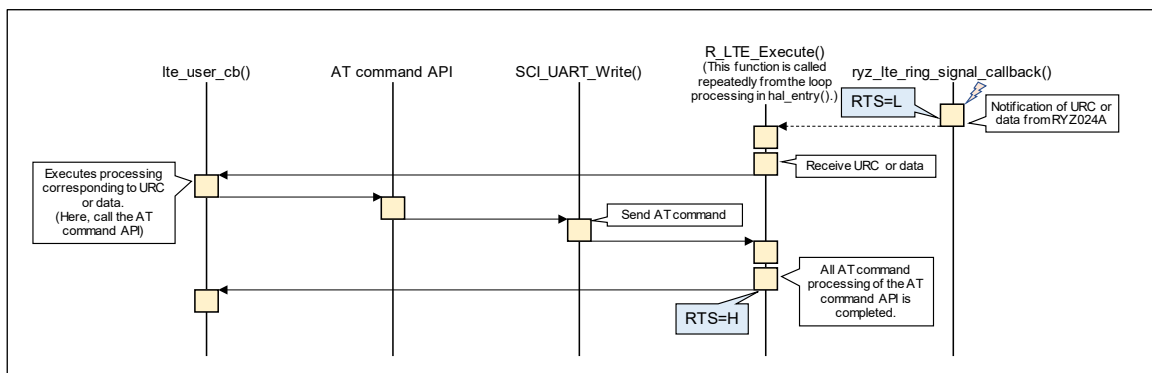 lte_user_cb()
AT command API
SCI_UART_Write()
R_LTE_Execute()
(This function is called
repeatedly from the loop
processing in hal_entry().)
ryz_lte_ring_signal_callback()
RTS=L
Notification of URC or
data from RYZ024A
Receive URC or data
Executes processing
corresponding to URC
or data.
(Here, call the AT
command API)
Send AT command
All AT command
processing of the AT
command API is
completed.
RTS=H